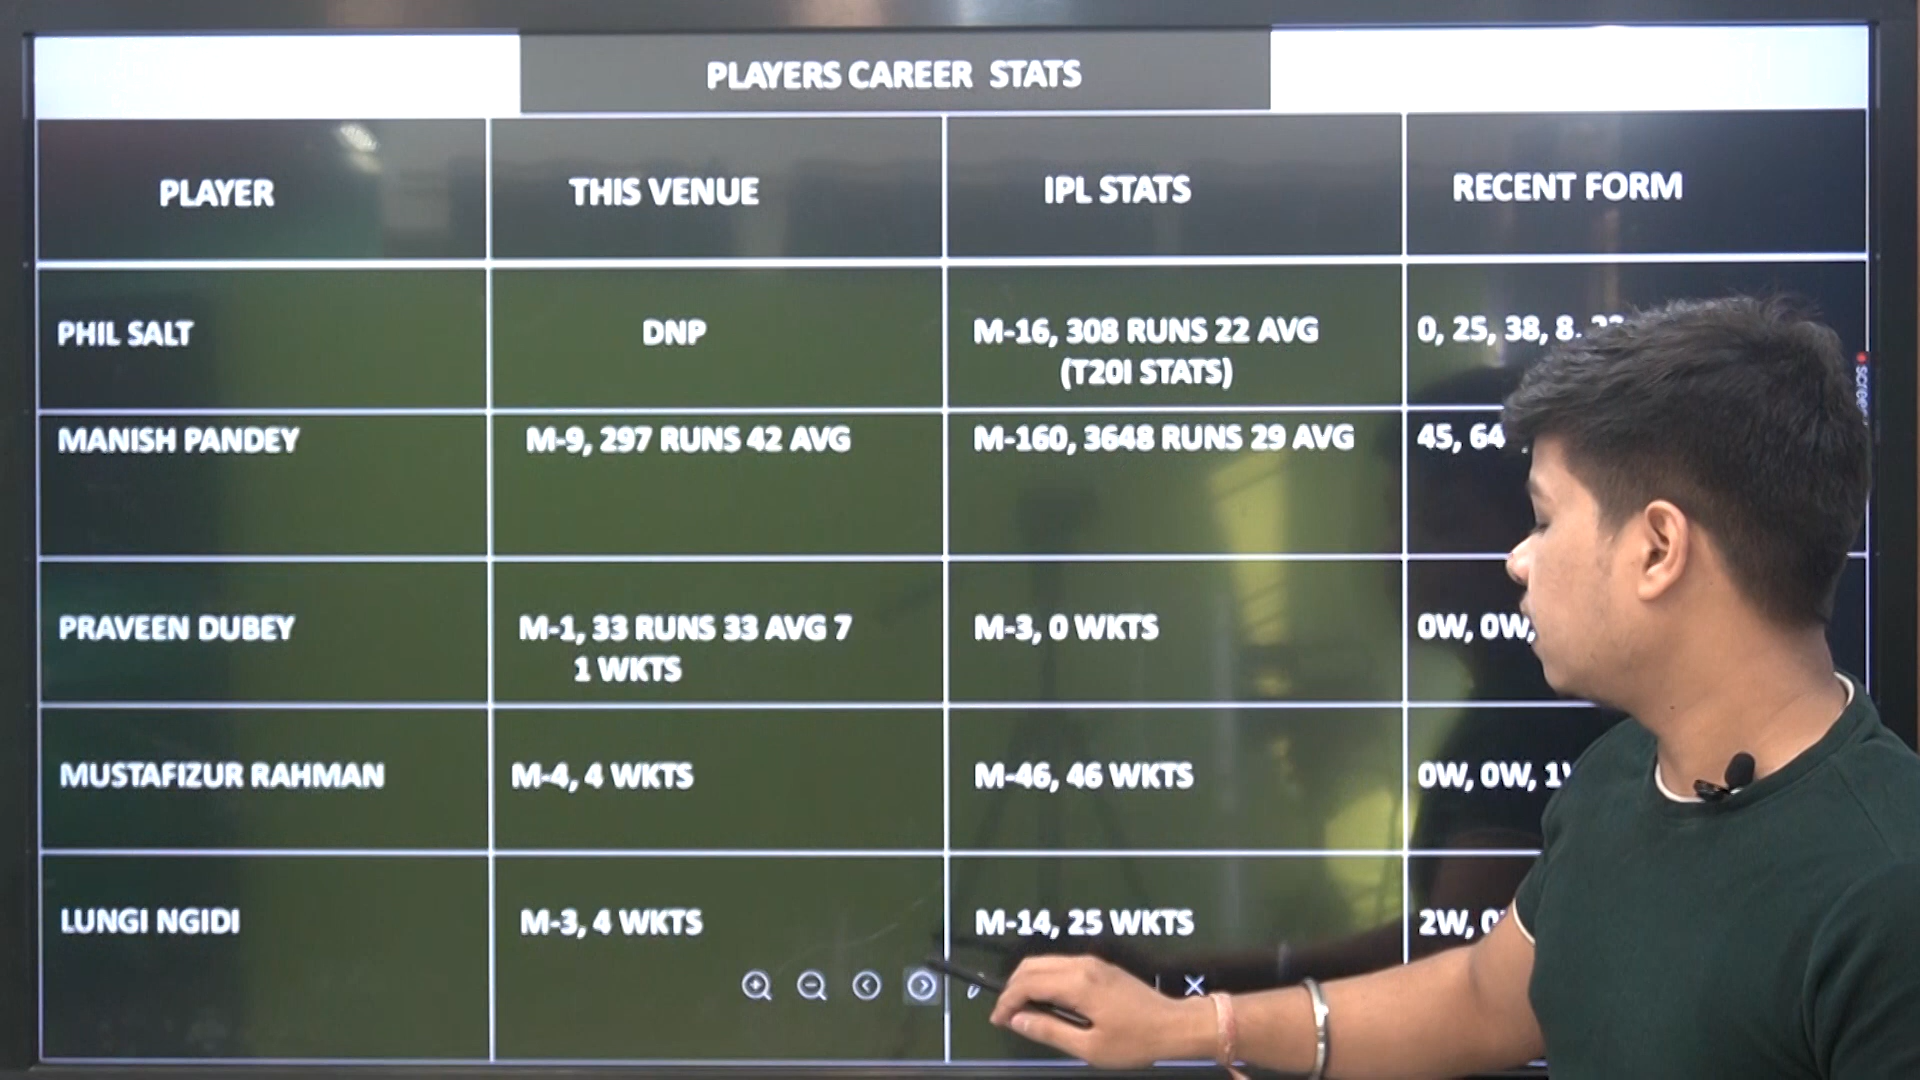 PLAYERS CAREER STATS
PLAYER THIS VENUE IPL STATS RECENT FORM
PHIL SALT DNP M-16, 308 RUNS 22 AVG 0, 25, 38, 8,
(T20I STATS)
MANISH PANDEY M-9, 297 RUNS 42 AVG M-160, 3648 RUNS 29 AVG 45, 64
PRAVEEN DUBEY M-1, 33 RUNS 33 AVG 7 M-3, 0 WKTS 0W, 0W,
1 WKTS
MUSTAFIZUR RAHMAN M-4, 4 WKTS M-46, 46 WKTS 0W, 0W,
LUNGI NGIDI M-3, 4 WKTS M-14, 25 WKTS 2W,